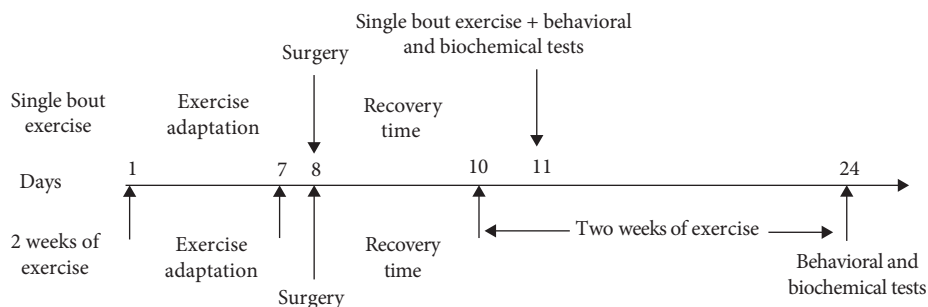 Single bout exercise + behavioral
and biochemical tests
Surgery
Single bout
exercise
Exercise
adaptation
Recovery
time
Days
1
7
8
10
11
24
2 weeks of
exercise
Exercise
adaptation
Recovery
time
Two weeks of exercise
Surgery
Behavioral and
biochemical tests